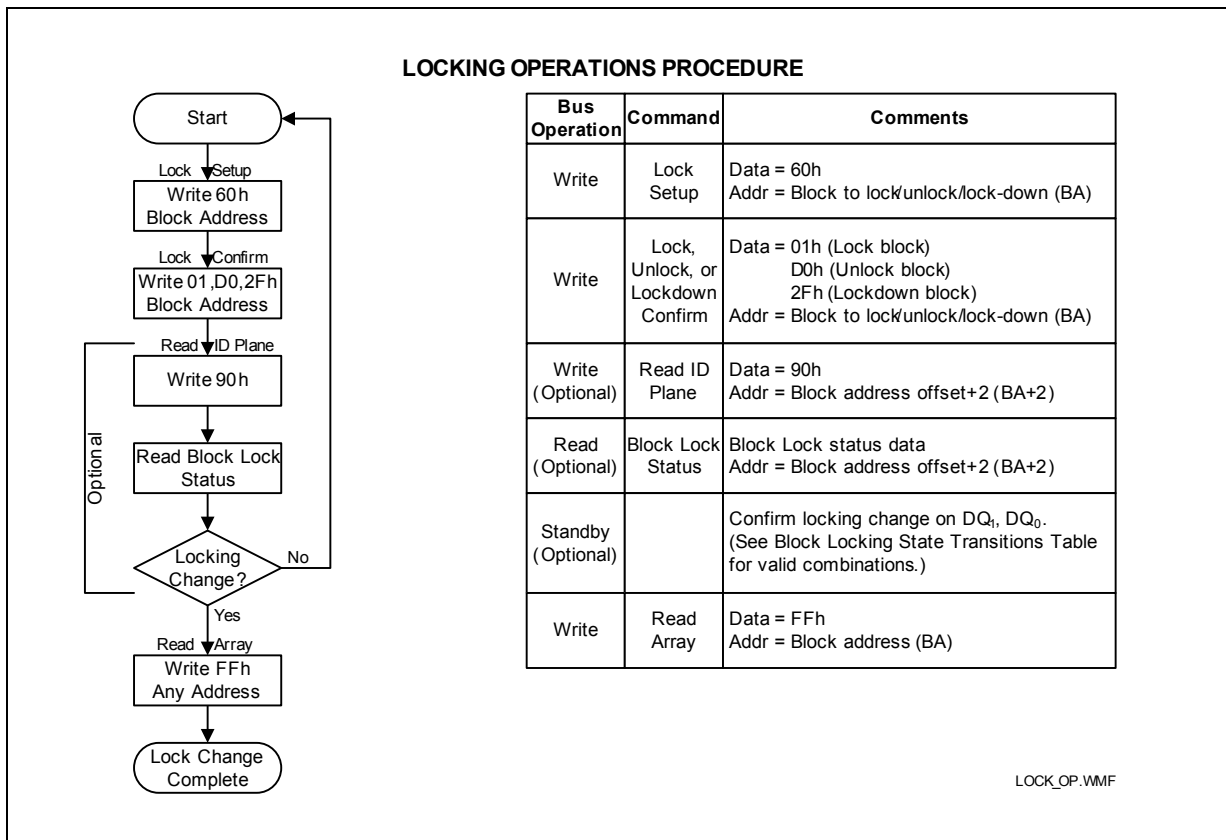 LOCKING OPERATIONS PROCEDURE
Start
Lock Setup
Write 60h
Block Address
Lock Confirm
Write 01,D0,2Fh
Block Address
Read ID Plane
Write 90h
Optional
Read Block Lock
Status
Locking
Change?
No
Yes
Read Array
Write FFh
Any Address
Lock Change
Complete
Bus
Operation
Command
Comments
Write
Lock
Setup
Data = 60h
Addr = Block to lock/unlock/lock-down (BA)
Write
Lock,
Unlock, or
Lockdown
Confirm
Data = 01h (Lock block)
D0h (Unlock block)
2Fh (Lockdown block)
Addr = Block to lock/unlock/lock-down (BA)
Write
(Optional)
Read ID
Plane
Data = 90h
Addr = Block address offset+2 (BA+2)
Read
(Optional)
Block Lock
Status
Block Lock status data
Addr = Block address offset+2 (BA+2)
Standby
(Optional)
Confirm locking change on DQ₁, DQ₀.
(See Block Locking State Transitions Table
for valid combinations.)
Write
Read
Array
Data = FFh
Addr = Block address (BA)
LOCK_OP.WMF